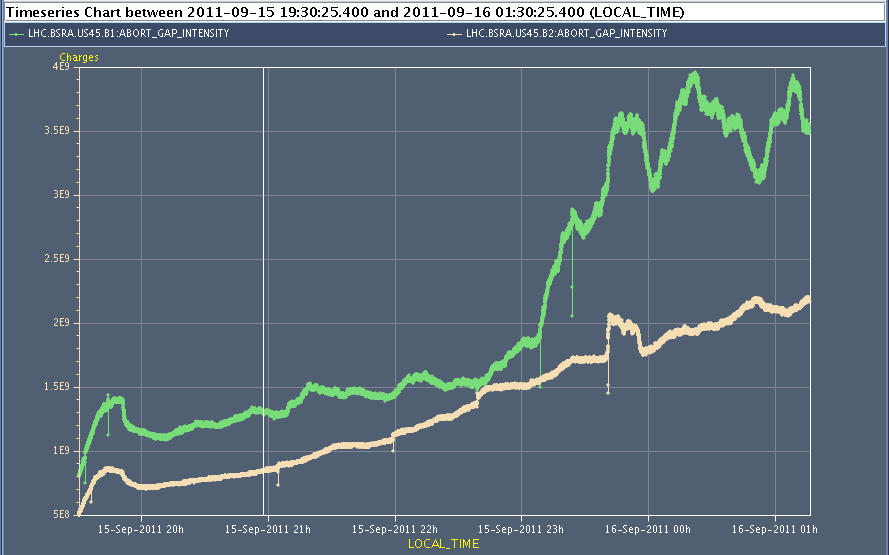 Timeseries Chart between 2011-09-15 19:30:25.400 and 2011-09-16 01:30:25.400 (LOCAL_TIME)
LHC.BSRA.US45.B1:ABORT_GAP_INTENSITY LHC.BSRA.US45.B2:ABORT_GAP_INTENSITY
Charges
4E9
3.5E9
3E9
2.5E9
2E9
1.5E9
1E9
5E8
15-Sep-2011 20h 15-Sep-2011 21h 15-Sep-2011 22h 15-Sep-2011 23h 16-Sep-2011 00h 16-Sep-2011 01h
LOCAL_TIME